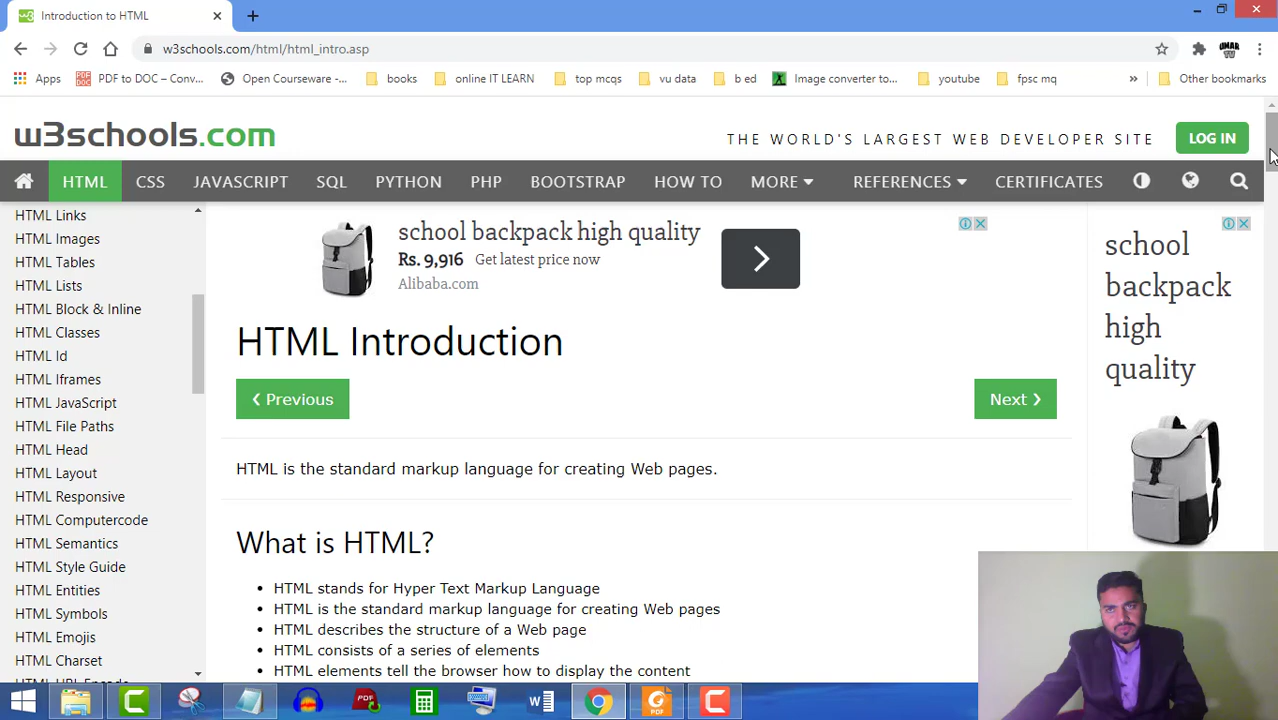 Introduction to HTML
w3schools.com/html/html_intro.asp
UMAR
Apps
PDF to DOC – Conv...
Open Courseware -...
books
online IT LEARN
top mcqs
vu data
b ed
Image converter to...
youtube
fpsc mq
»
Other bookmarks
w3schools.com
THE WORLD'S LARGEST WEB DEVELOPER SITE
LOG IN
HTML
CSS
JAVASCRIPT
SQL
PYTHON
PHP
BOOTSTRAP
HOW TO
MORE
REFERENCES
CERTIFICATES
HTML Links
HTML Images
HTML Tables
HTML Lists
HTML Block & Inline
HTML Classes
HTML Id
HTML Iframes
HTML JavaScript
HTML File Paths
HTML Head
HTML Layout
HTML Responsive
HTML Computercode
HTML Semantics
HTML Style Guide
HTML Entities
HTML Symbols
HTML Emojis
HTML Charset
HTML URL Encode
school backpack high quality
Rs. 9,916 Get latest price now
Alibaba.com
HTML Introduction
❮ Previous
Next ❯
HTML is the standard markup language for creating Web pages.
What is HTML?
• HTML stands for Hyper Text Markup Language
• HTML is the standard markup language for creating Web pages
• HTML describes the structure of a Web page
• HTML consists of a series of elements
• HTML elements tell the browser how to display the content
school
backpack
high
quality